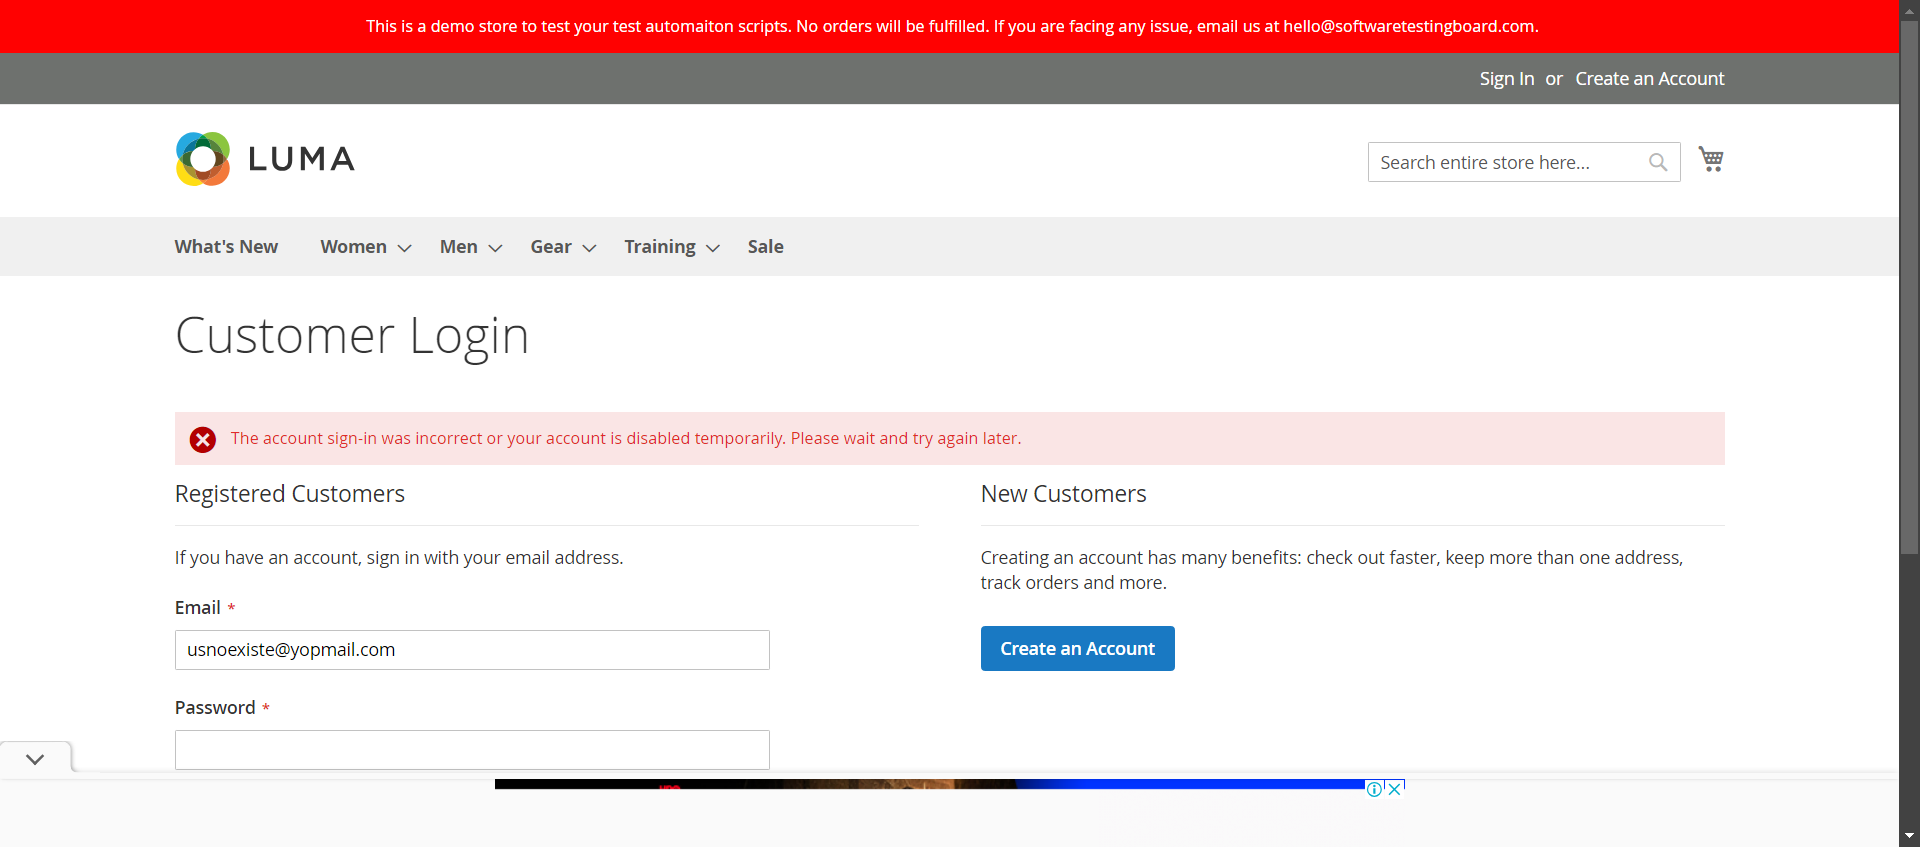 This is a demo store to test your test automaiton scripts. No orders will be fulfilled. If you are facing any issue, email us at hello@softwaretestingboard.com.
Sign In or Create an Account
LUMA
Search entire store here...
What's New Women Men Gear Training Sale
Customer Login
The account sign-in was incorrect or your account is disabled temporarily. Please wait and try again later.
Registered Customers
If you have an account, sign in with your email address.
Email *
usnoexiste@yopmail.com
Password *
New Customers
Creating an account has many benefits: check out faster, keep more than one address,
track orders and more.
Create an Account